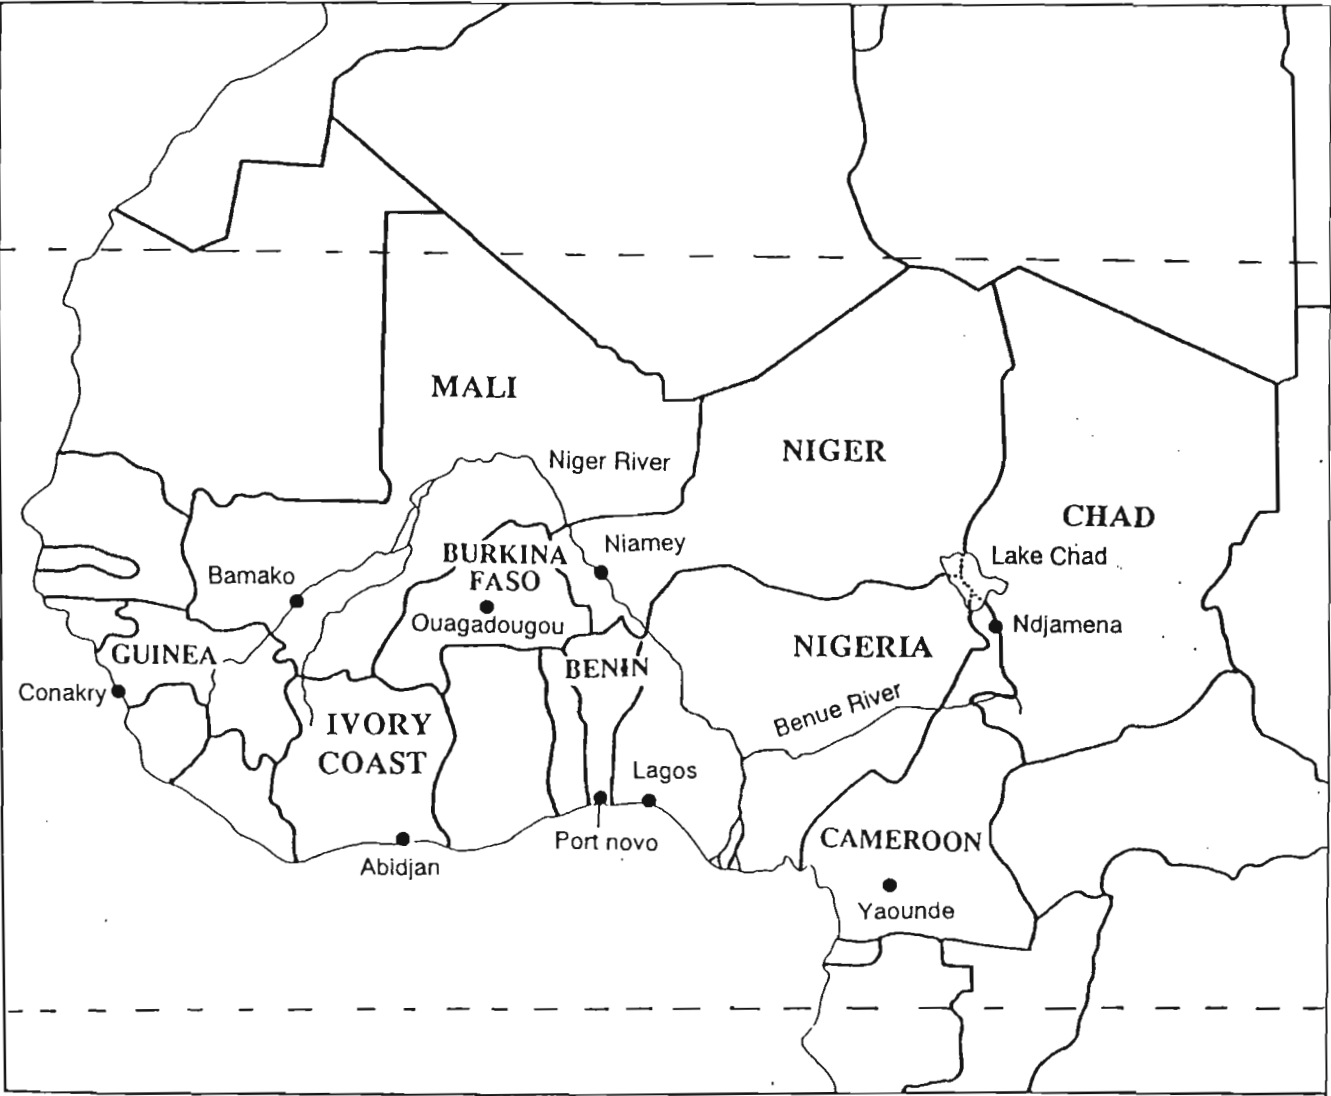 MALI
Niger River
NIGER
CHAD
BURKINA
FASO
Niamey
Lake Chad
Bamako
Ouagadougou
Ndjamena
GUINEA
BENIN
NIGERIA
Conakry
Benue River
IVORY
COAST
Lagos
Port novo
CAMEROON
Abidjan
Yaounde